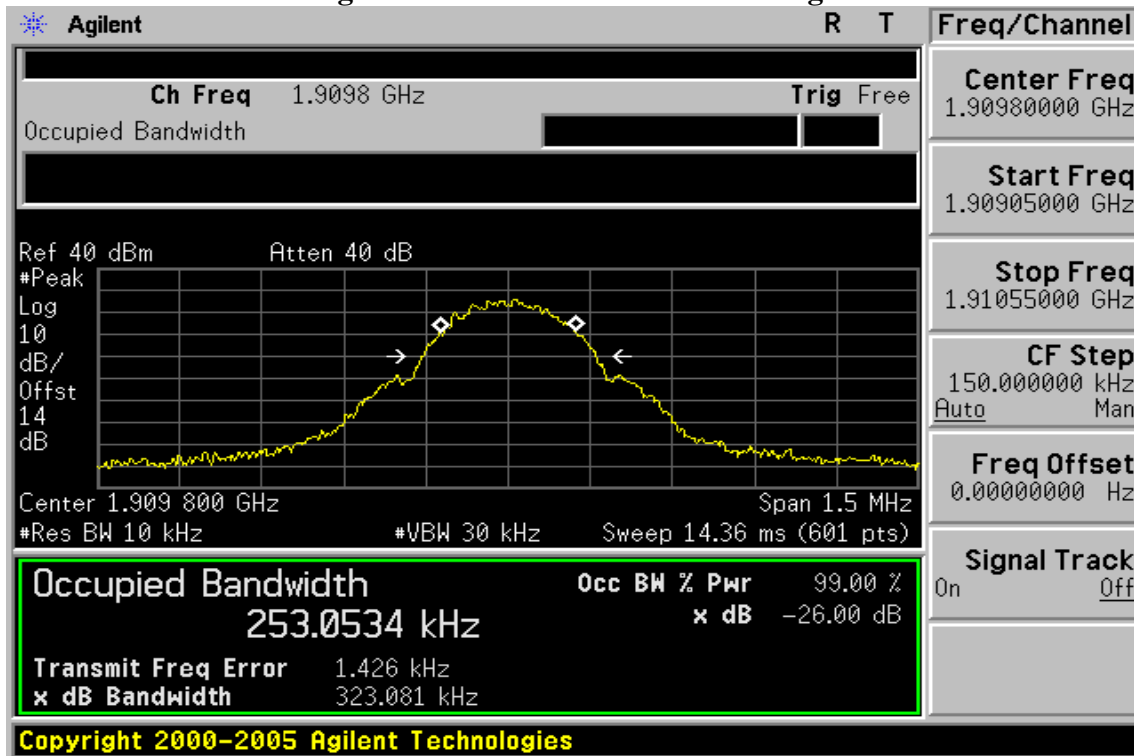 Agilent R T Freq/Channel
Ch Freq 1.9098 GHz Trig Free
Occupied Bandwidth
Ref 40 dBm Atten 40 dB
#Peak
Log
10
dB/
Offst
14
dB
Center 1.909 800 GHz Span 1.5 MHz
#Res BW 10 kHz #VBW 30 kHz Sweep 14.36 ms (601 pts)
Occupied Bandwidth Occ BW % Pwr 99.00 %
253.0534 kHz x dB -26.00 dB
Transmit Freq Error 1.426 kHz
x dB Bandwidth 323.081 kHz
Copyright 2000-2005 Agilent Technologies
Center Freq
1.90980000 GHz
Start Freq
1.90905000 GHz
Stop Freq
1.91055000 GHz
CF Step
150.000000 kHz
Auto Man
Freq Offset
0.00000000 Hz
Signal Track
On Off